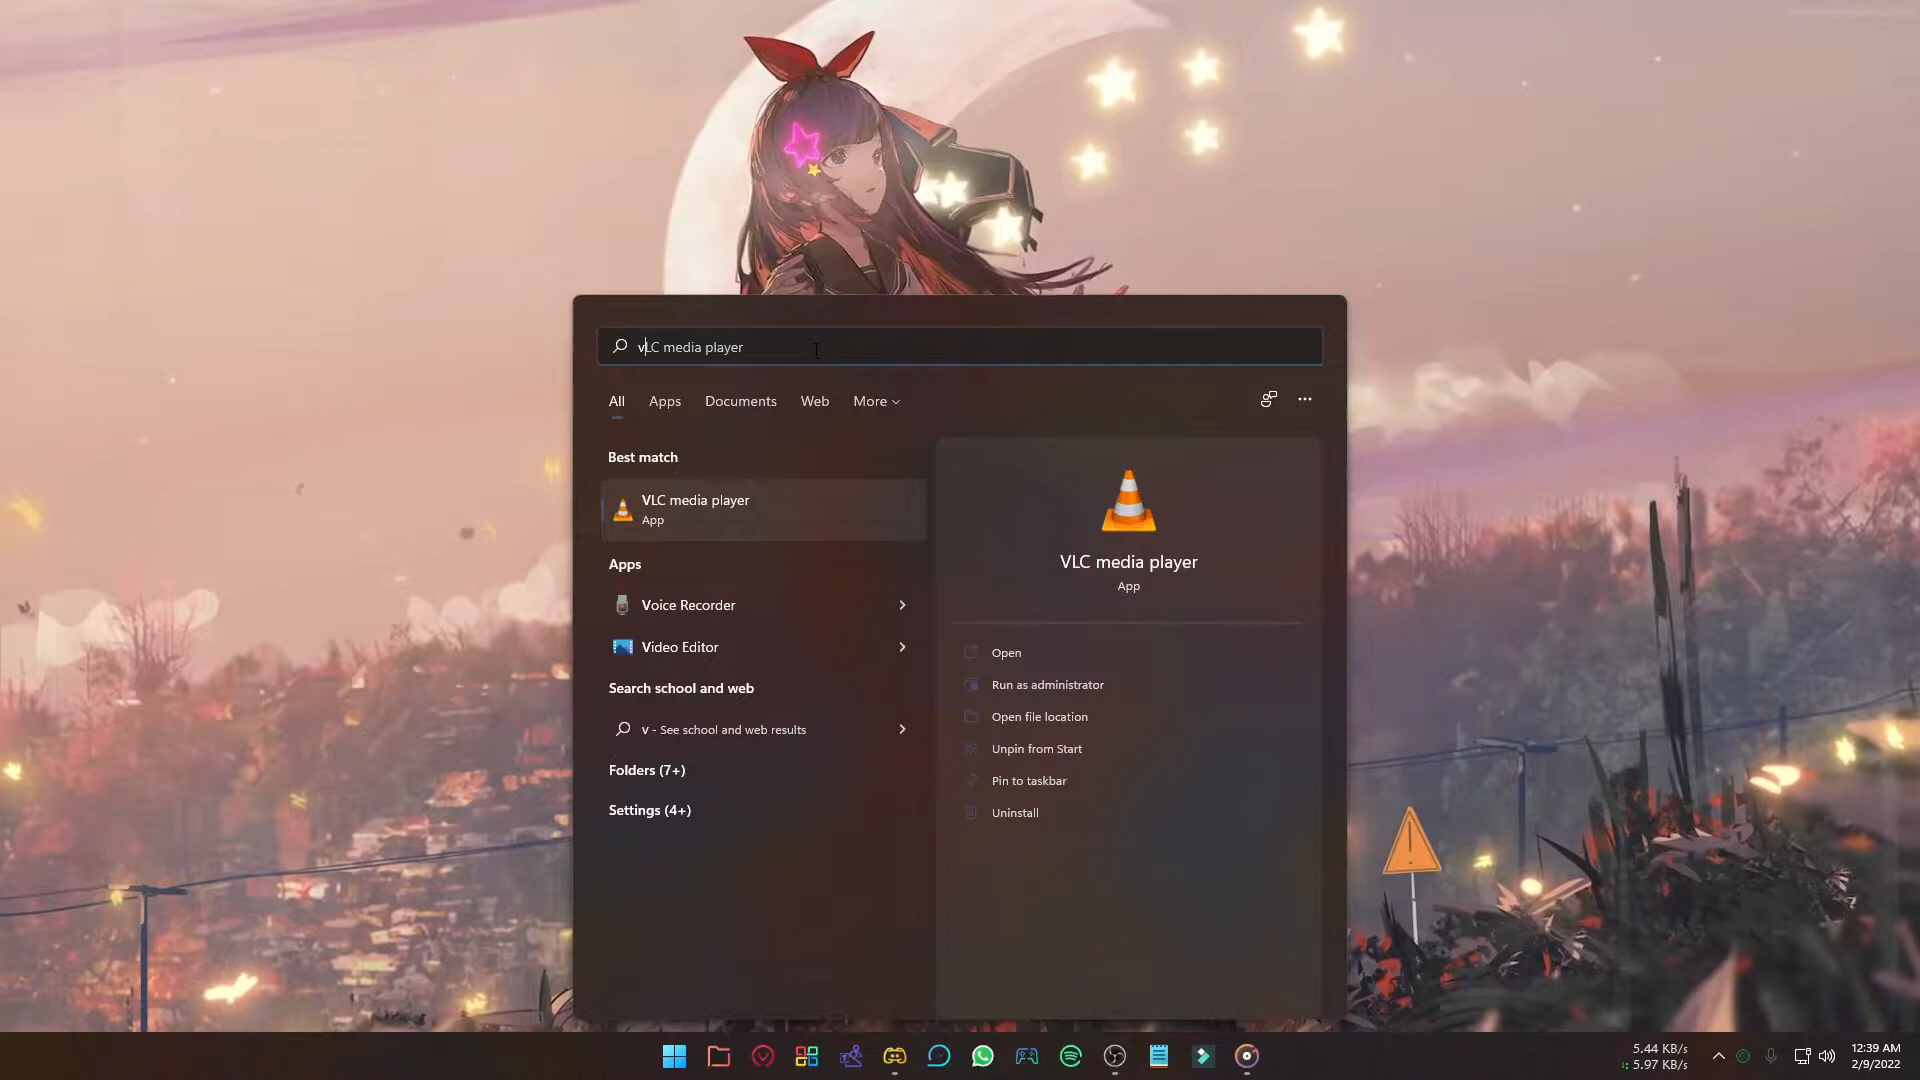 vLC media player
All Apps Documents Web More
Best match
VLC media player
App
Apps
Voice Recorder
Video Editor
Search school and web
v - See school and web results
Folders (7+)
Settings (4+)
VLC media player
App
Open
Run as administrator
Open file location
Unpin from Start
Pin to taskbar
Uninstall
5.44 KB/s
5.97 KB/s
12:39 AM
2/9/2022